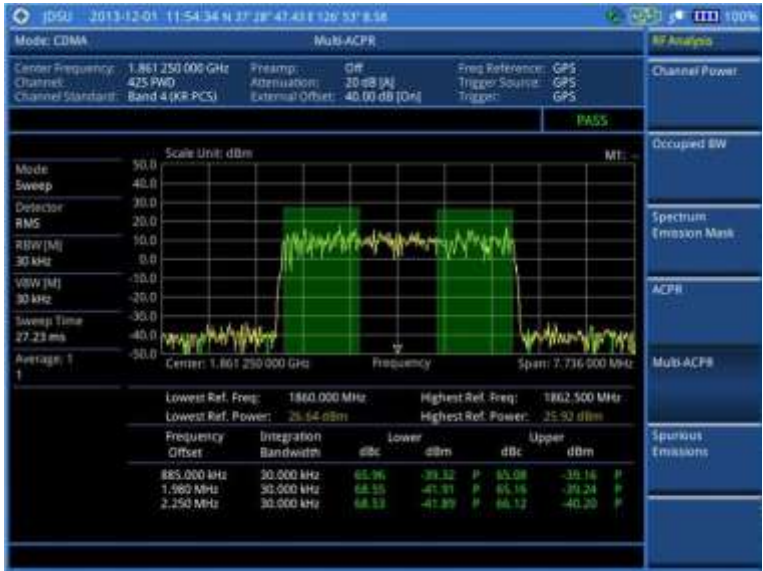 JDSU 2013-12-01 11:54:34 N 37° 28' 47.43 E 126° 53' 8.58 100%
Mode: CDMA Multi-ACPR RF Analysis
Center Frequency: 1.861 250 000 GHz Preamp: Off Freq Reference: GPS
Channel: 425 FWD Attenuation: 20 dB [A] Trigger Source: GPS
Channel Standard: Band 4 (KR PCS) External Offset: 40.00 dB [On] Trigger: GPS
PASS
Channel Power
Occupied BW
Spectrum
Emission Mask
ACPR
Multi-ACPR
Spurious
Emissions
Mode
Sweep
Detector
RMS
RBW [M]
30 kHz
VBW [M]
30 kHz
Sweep Time
27.23 ms
Average: 1
1
Scale Unit: dBm M1: --
50.0
40.0
30.0
20.0
10.0
0.0
-10.0
-20.0
-30.0
-40.0
-50.0
Center: 1.861 250 000 GHz Frequency Span: 7.736 000 MHz
Lowest Ref. Freq: 1860.000 MHz Highest Ref. Freq: 1862.500 MHz
Lowest Ref. Power: 26.64 dBm Highest Ref. Power: 25.92 dBm
Frequency Integration Lower Upper
Offset Bandwidth dBc dBm dBc dBm
885.000 kHz 30.000 kHz 65.96 -39.32 P 65.08 -39.16 P
1.980 MHz 30.000 kHz 68.55 -41.91 P 65.16 -39.24 P
2.250 MHz 30.000 kHz 68.53 -41.89 P 66.12 -40.20 P